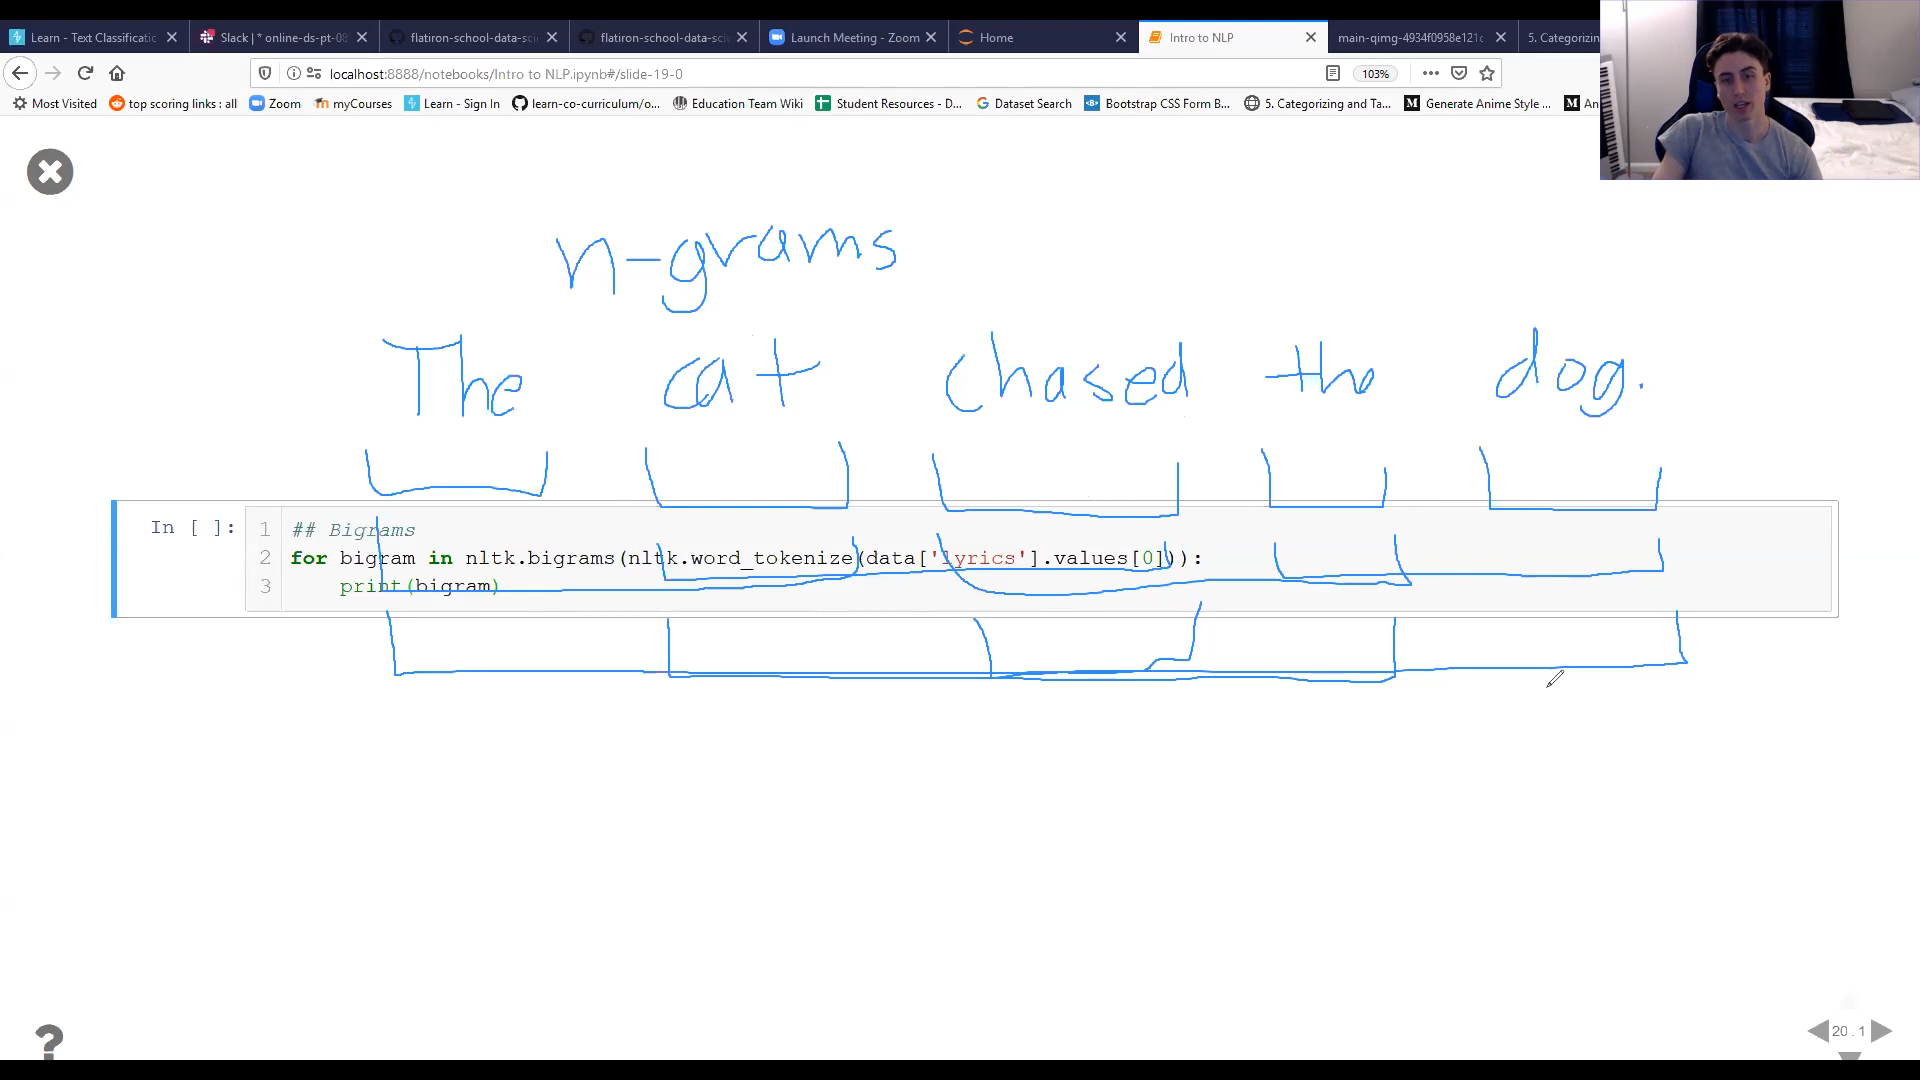 Learn - Text Classificatic
Slack | * online-ds-pt-08
flatiron-school-data-sci
flatiron-school-data-sci
Launch Meeting - Zoom
Home
Intro to NLP
main-qimg-4934f0958e121c
5. Categorizin
localhost:8888/notebooks/Intro to NLP.ipynb#/slide-19-0
103%
Most Visited
top scoring links : all
Zoom
myCourses
Learn - Sign In
learn-co-curriculum/o...
Education Team Wiki
Student Resources - D...
Dataset Search
Bootstrap CSS Form B...
5. Categorizing and Ta...
Generate Anime Style ...
An
n-grams
The cat chased the dog.
In [ ]:
1 ## Bigrams
2 for bigram in nltk.bigrams(nltk.word_tokenize(data['lyrics'].values[0])):
3 print(bigram)
?
20 . 1